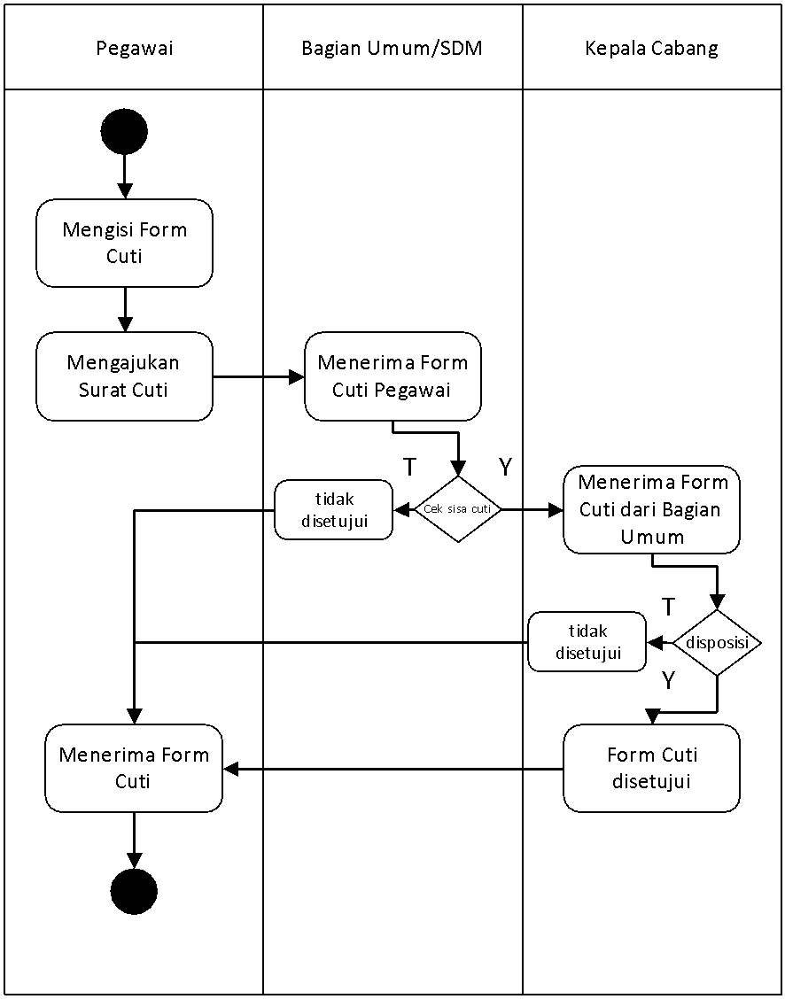 Pegawai
Bagian Umum/SDM
Kepala Cabang
Mengisi Form
Cuti
Mengajukan
Surat Cuti
Menerima Form
Cuti Pegawai
T
Y
Cek sisa cuti
tidak
disetujui
Menerima Form
Cuti dari Bagian
Umum
T
disposisi
tidak
disetujui
Y
Menerima Form
Cuti
Form Cuti
disetujui